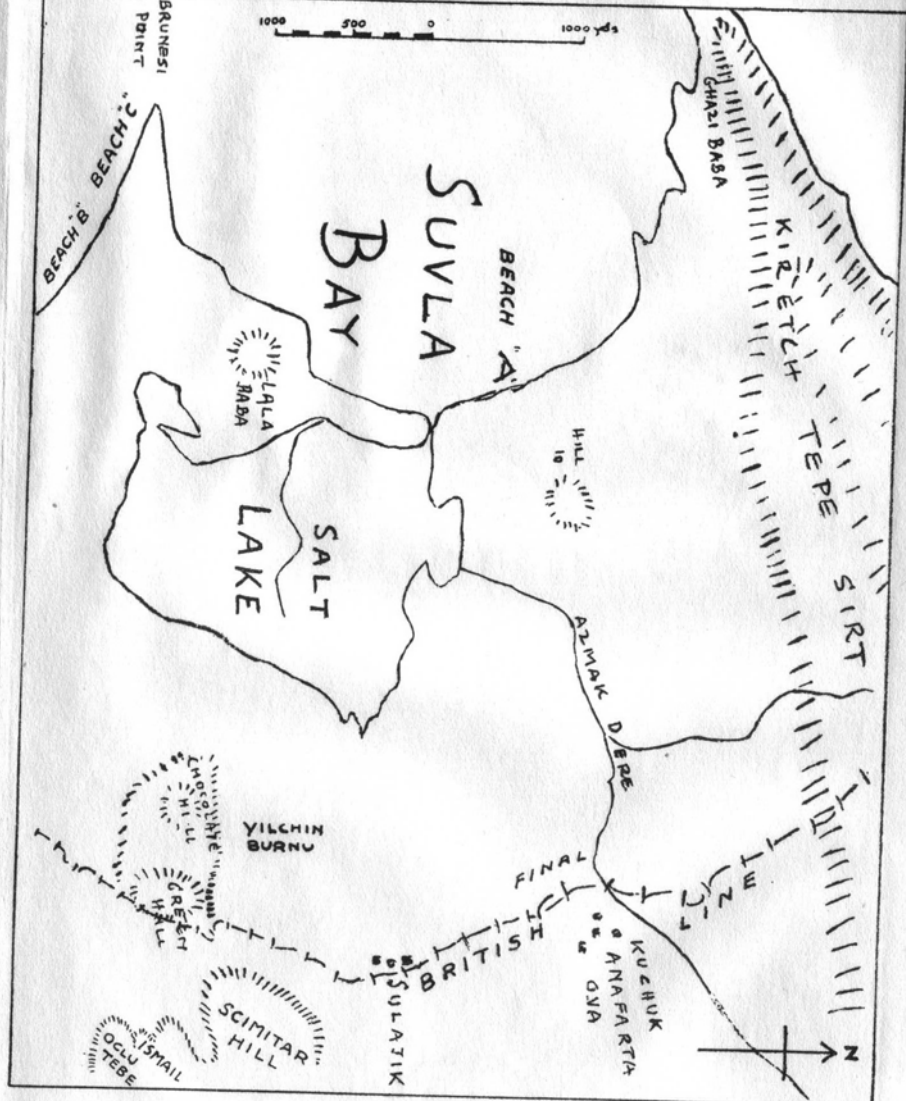 1000 500 0 1000 yds
GHAZI BABA
KIRETCH TEPE SIRT
BRUNESI
POINT
BEACH "C"
BEACH "B"
SUVLA
BAY
BEACH "A"
LALA
BABA
HILL
10
SALT
LAKE
AZMAK DERE
CHOCOLATE
HILL
GREEN
HILL
YILCHIN
BURNU
FINAL
BRITISH
LINE
KUCHUK
ANAFARTA
OVA
SULAJIK
SCIMITAR
HILL
ISMAIL
OGLU
TEBE
N